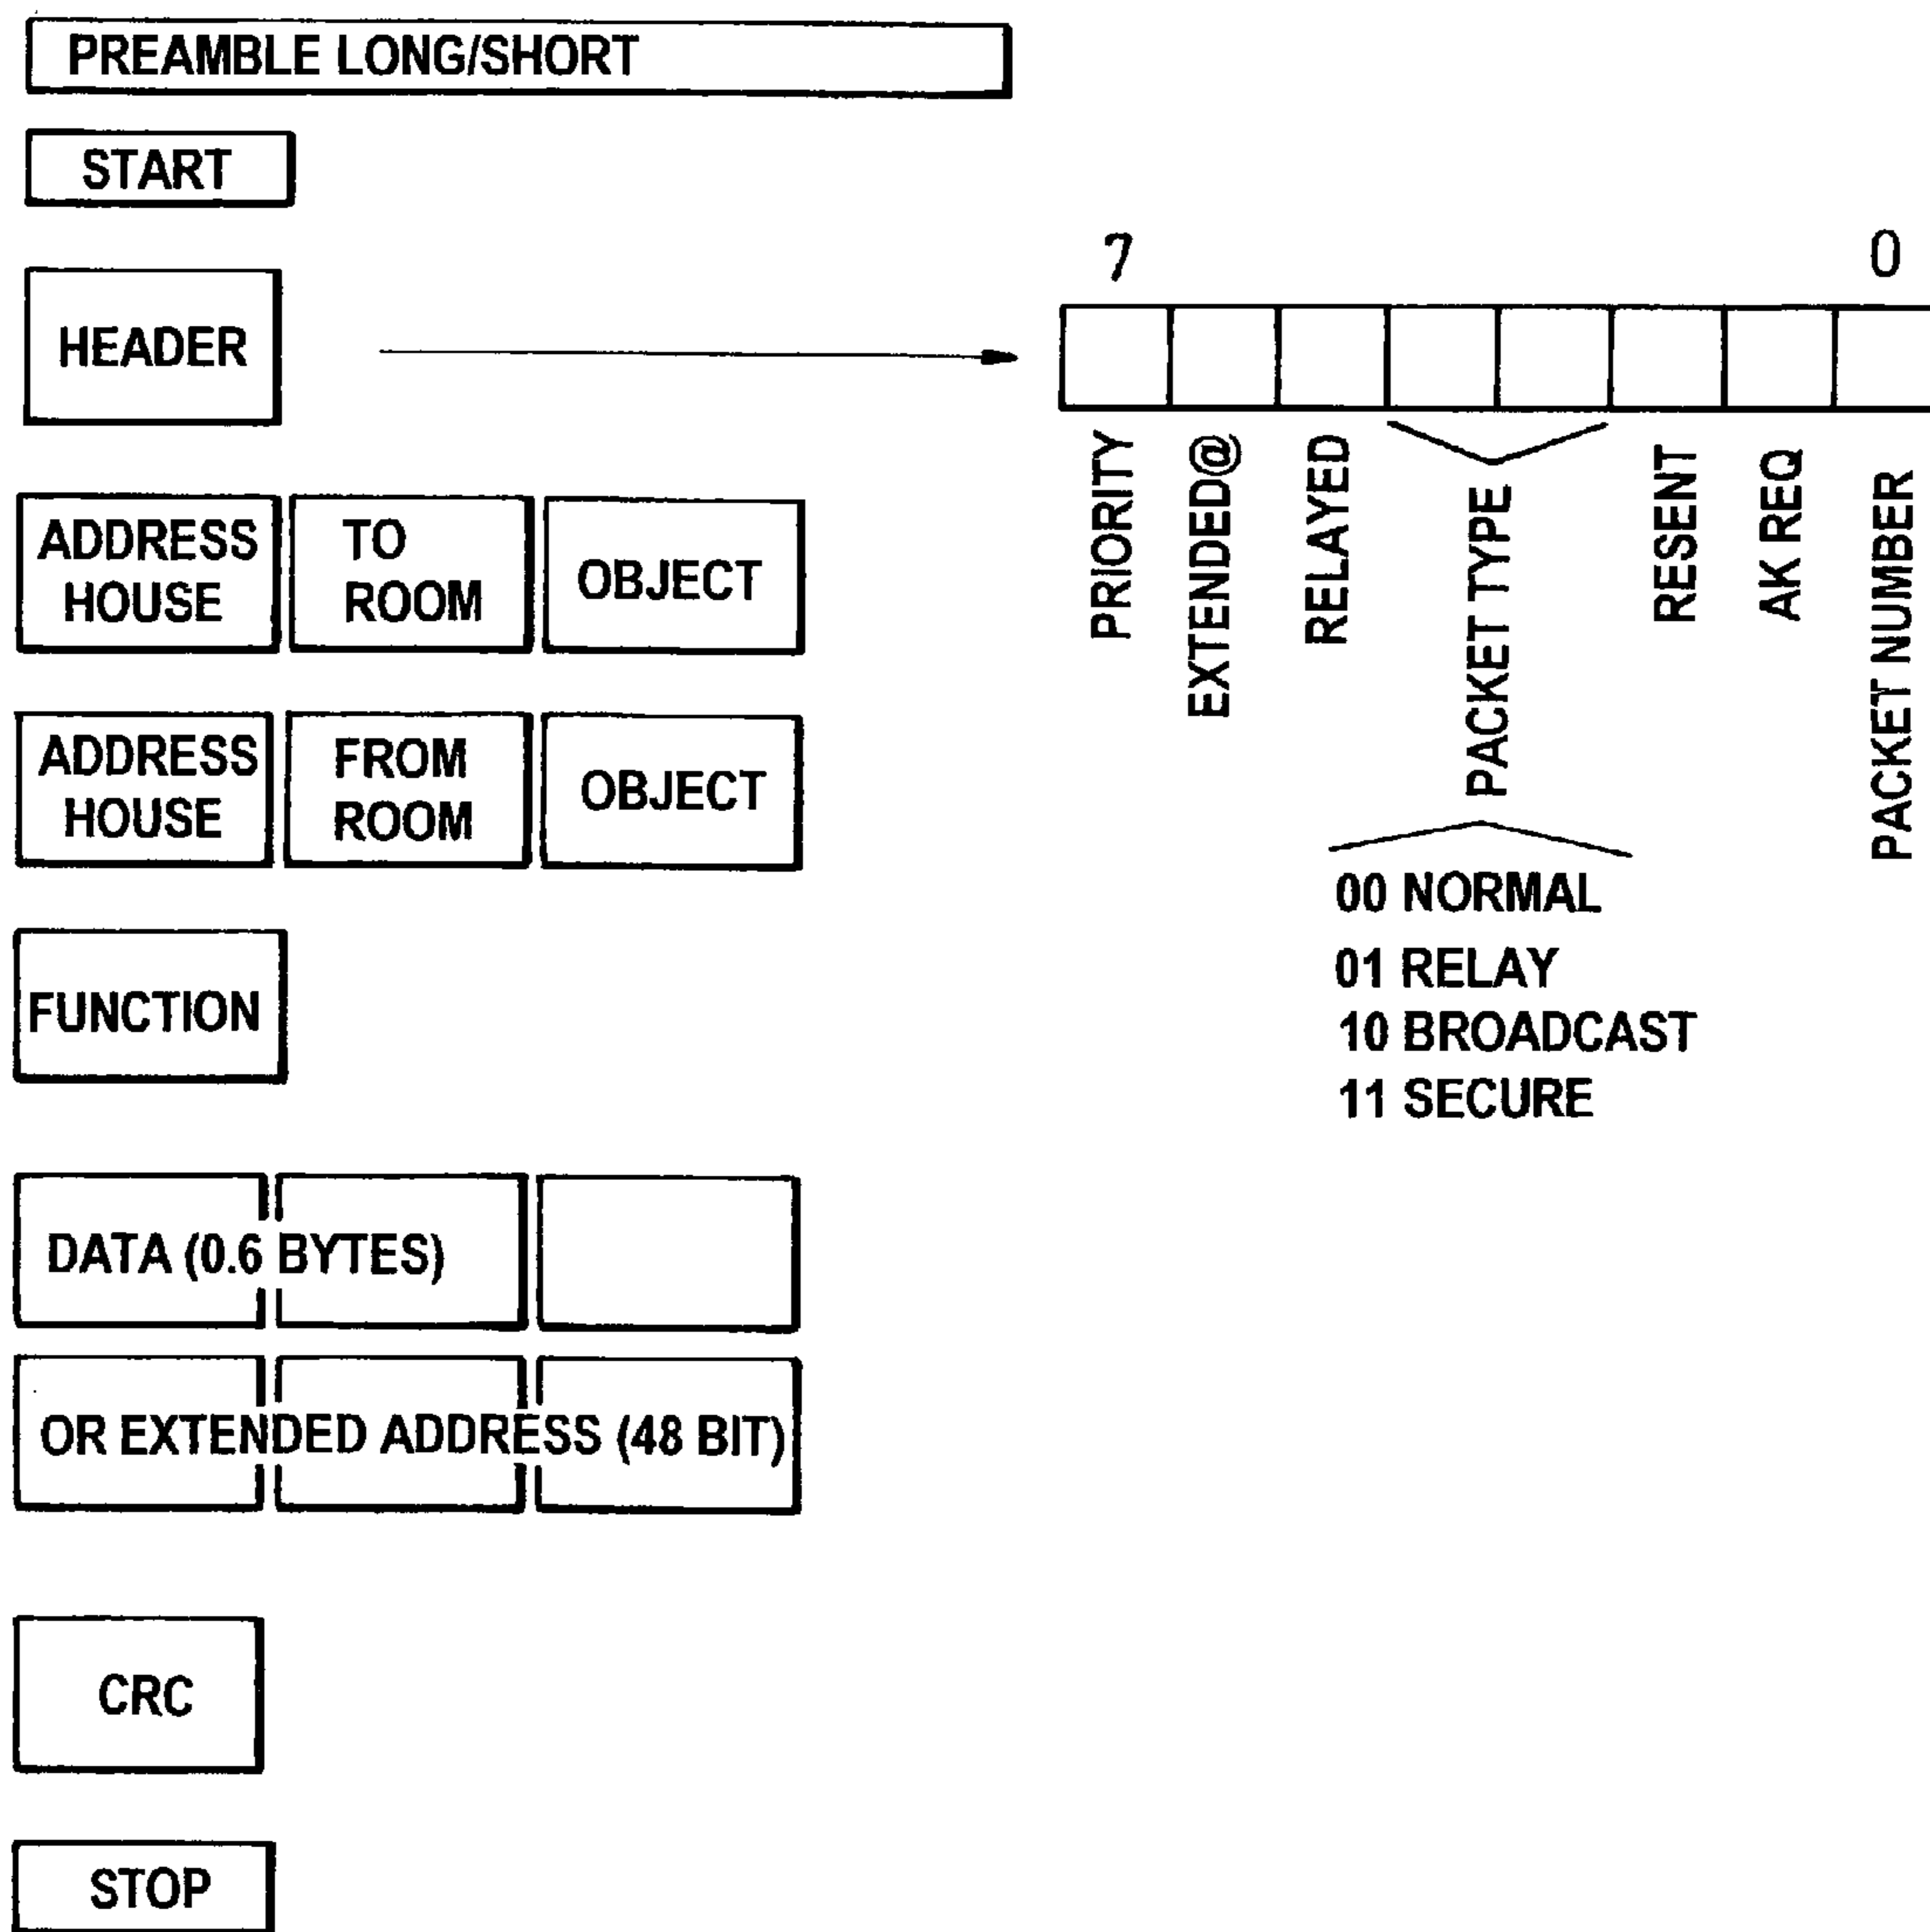 PREAMBLE LONG/SHORT
START
HEADER
7
0
PRIORITY
EXTENDED@
RELAYED
PACKET TYPE
RESENT
AK REQ
PACKET NUMBER
00 NORMAL
01 RELAY
10 BROADCAST
11 SECURE
ADDRESS
HOUSE
TO
ROOM
OBJECT
ADDRESS
HOUSE
FROM
ROOM
OBJECT
FUNCTION
DATA (0.6 BYTES)
OR EXTENDED ADDRESS (48 BIT)
CRC
STOP